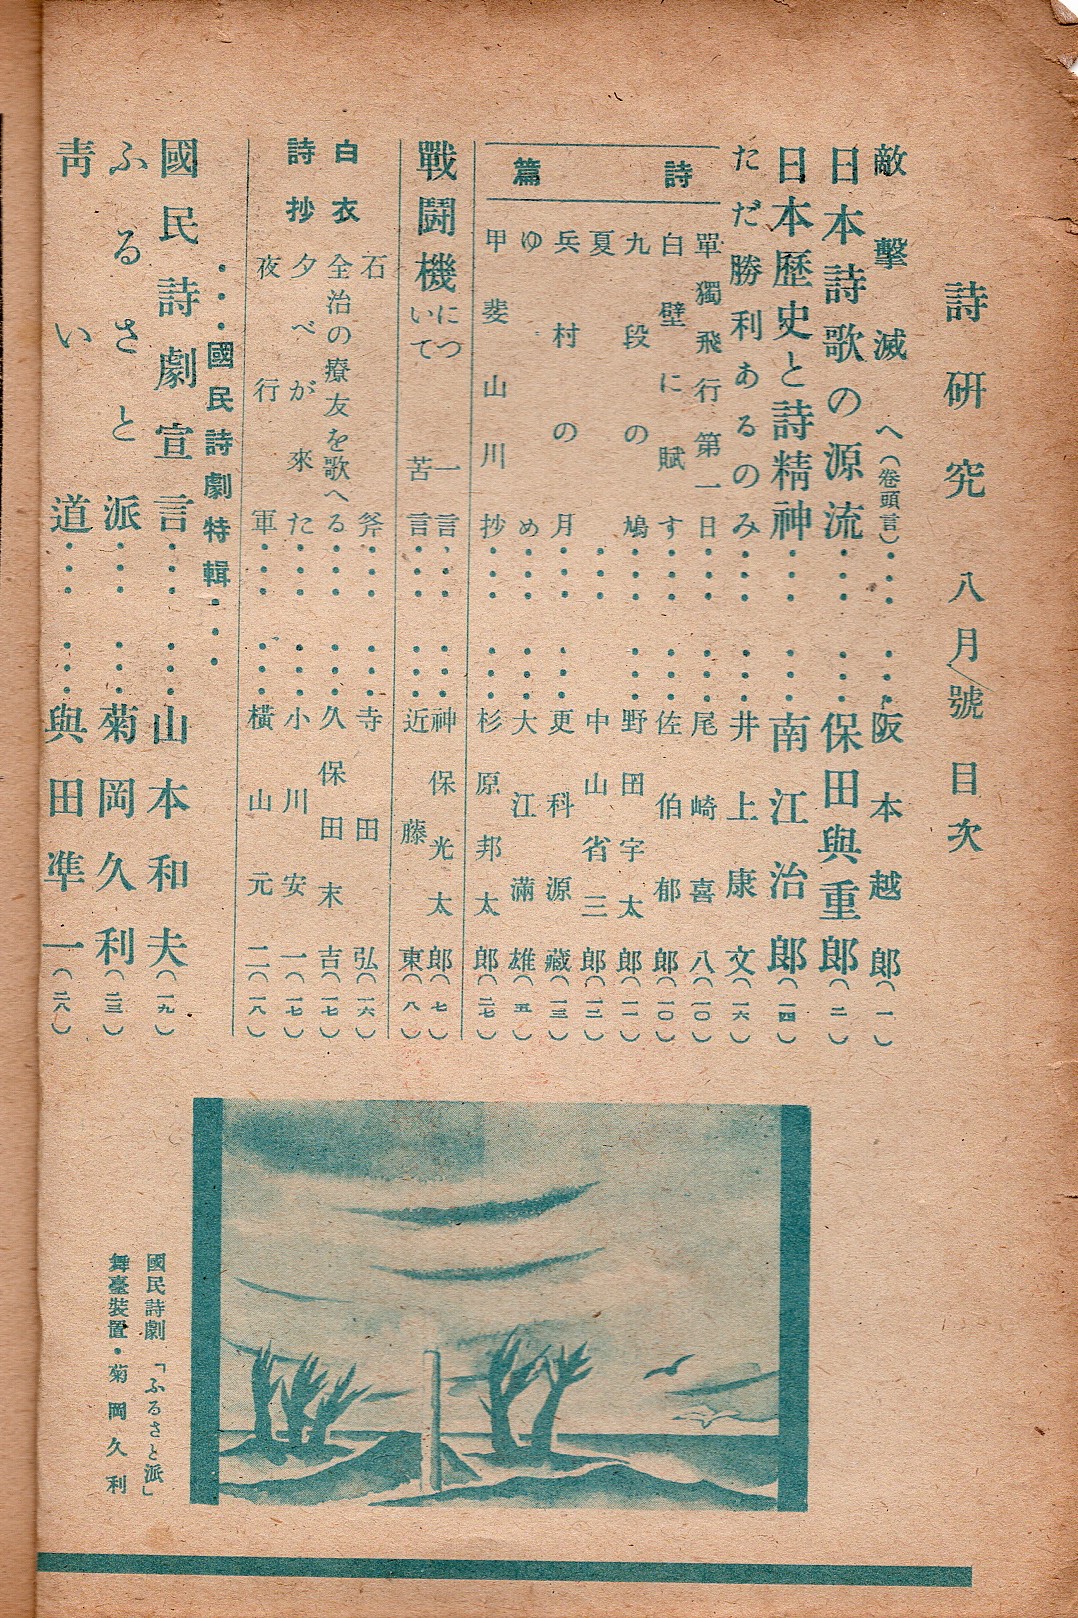 詩研究 八月號目次
敵擊滅へ(卷頭言)……阪本越郎(一)
日本詩歌の源流……保田與重郎(二)
日本歷史と詩精神……南江治郎(一四)
ただ勝利あるのみ……井上康文(一六)
詩篇
單獨飛行第一日……尾崎喜八(一〇)
白壁に賦す……佐伯郁郎(一〇)
九段の鳩……野田宇太郎(一一)
夏……中山省三郎(一二)
兵村の月……更科源藏(一三)
ゆめ……大江滿雄(五)
甲斐山川抄……杉原邦太郎(二七)
戰鬪機について
一言……神保光太郎(七)
苦言……近藤東(八)
白衣詩抄
石斧……寺田弘(一六)
全治の療友を歌へる……久保田末吉(一七)
夕べが來た……小川安一(一七)
夜行軍……横山元二(一八)
・・・國民詩劇特輯・・・
國民詩劇宣言……山本和夫(一九)
ふるさと派……菊岡久利(二三)
靑い道……與田凖一(二八)
國民詩劇「ふるさと派」
舞臺裝置・菊岡久利